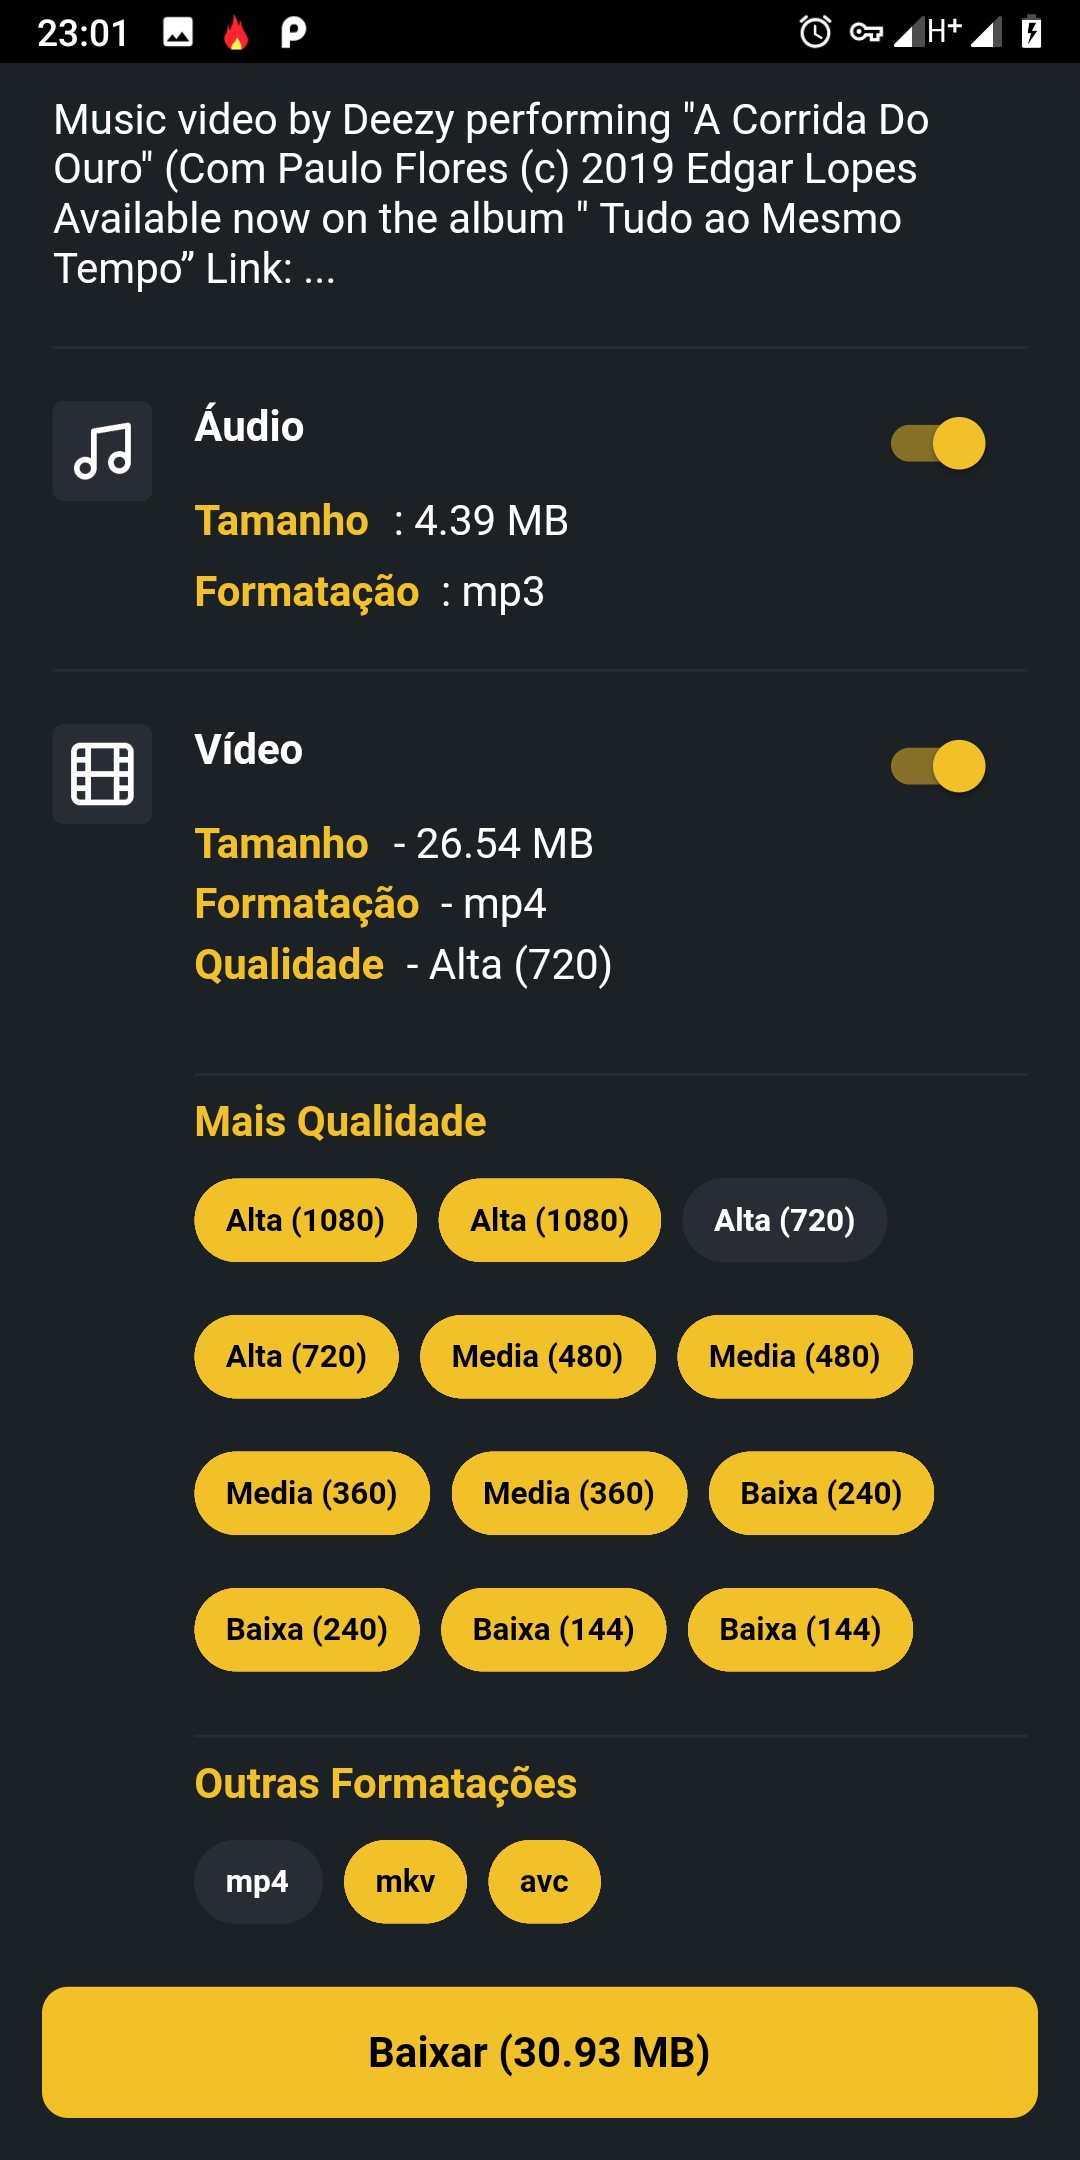 23:01
H+
Music video by Deezy performing "A Corrida Do
Ouro" (Com Paulo Flores (c) 2019 Edgar Lopes
Available now on the album " Tudo ao Mesmo
Tempo” Link: ...
Áudio
Tamanho : 4.39 MB
Formatação : mp3
Vídeo
Tamanho - 26.54 MB
Formatação - mp4
Qualidade - Alta (720)
Mais Qualidade
Alta (1080) Alta (1080) Alta (720)
Alta (720) Media (480) Media (480)
Media (360) Media (360) Baixa (240)
Baixa (240) Baixa (144) Baixa (144)
Outras Formatações
mp4 mkv avc
Baixar (30.93 MB)